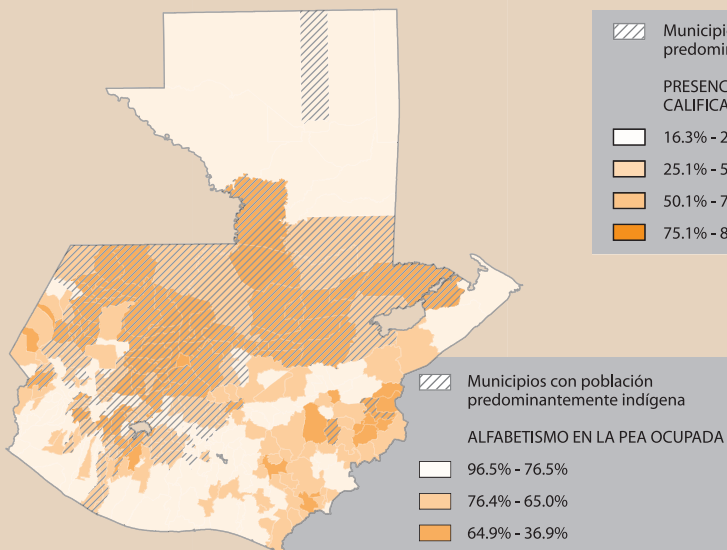 Municipi
predomin
PRESENC
CALIFICA
16.3% - 2
25.1% - 5
50.1% - 7
75.1% - 8
Municipios con población
predominantemente indígena
ALFABETISMO EN LA PEA OCUPADA
96.5% - 76.5%
76.4% - 65.0%
64.9% - 36.9%